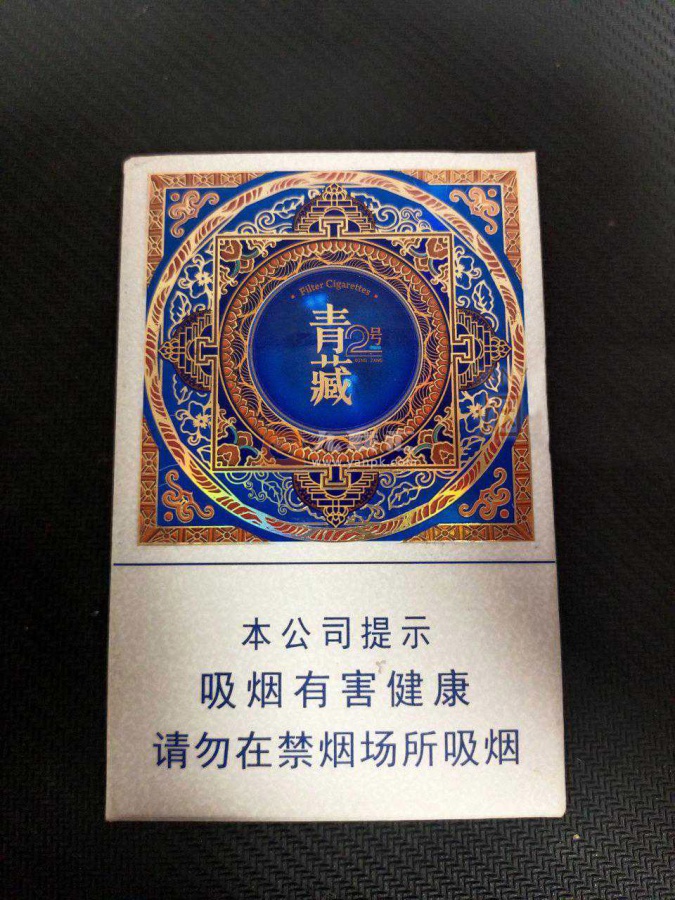 Filter Cigarettes
青藏
2号
本公司提示
吸烟有害健康
请勿在禁烟场所吸烟